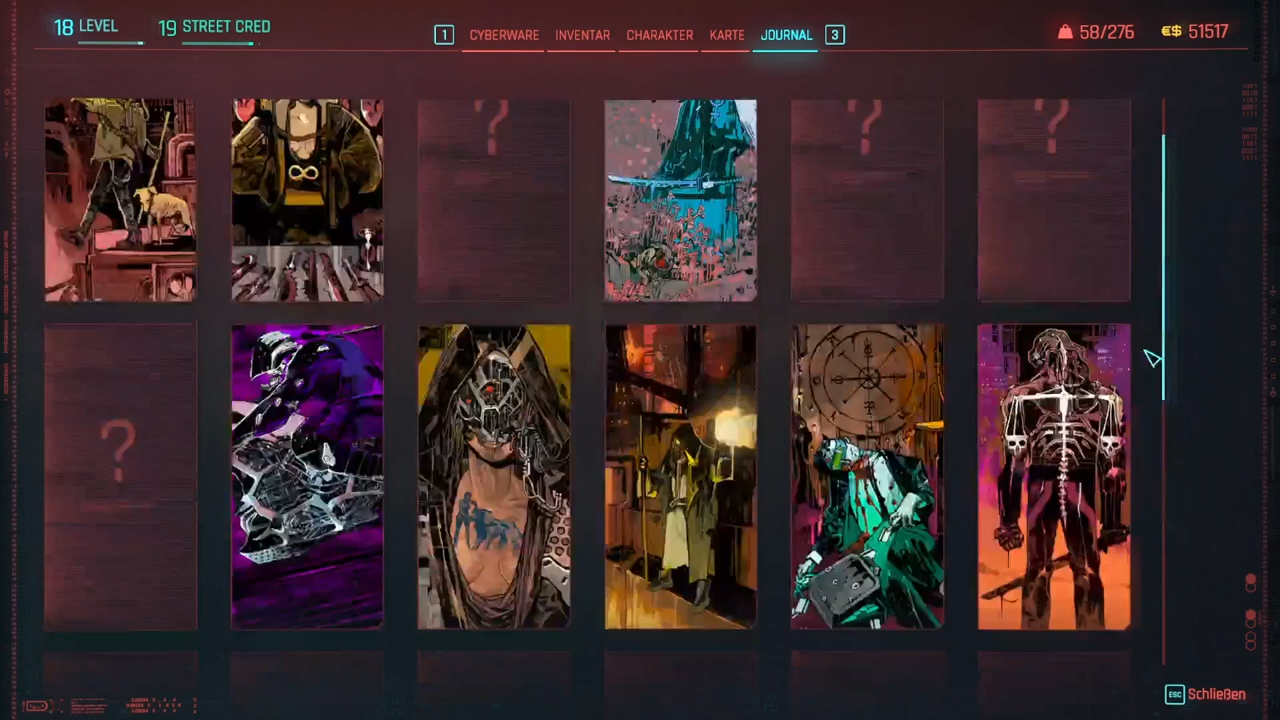 18 LEVEL
19 STREET CRED
1 CYBERWARE INVENTAR CHARAKTER KARTE JOURNAL 3
58/276
€$ 51517
?
?
?
?
ESC Schließen